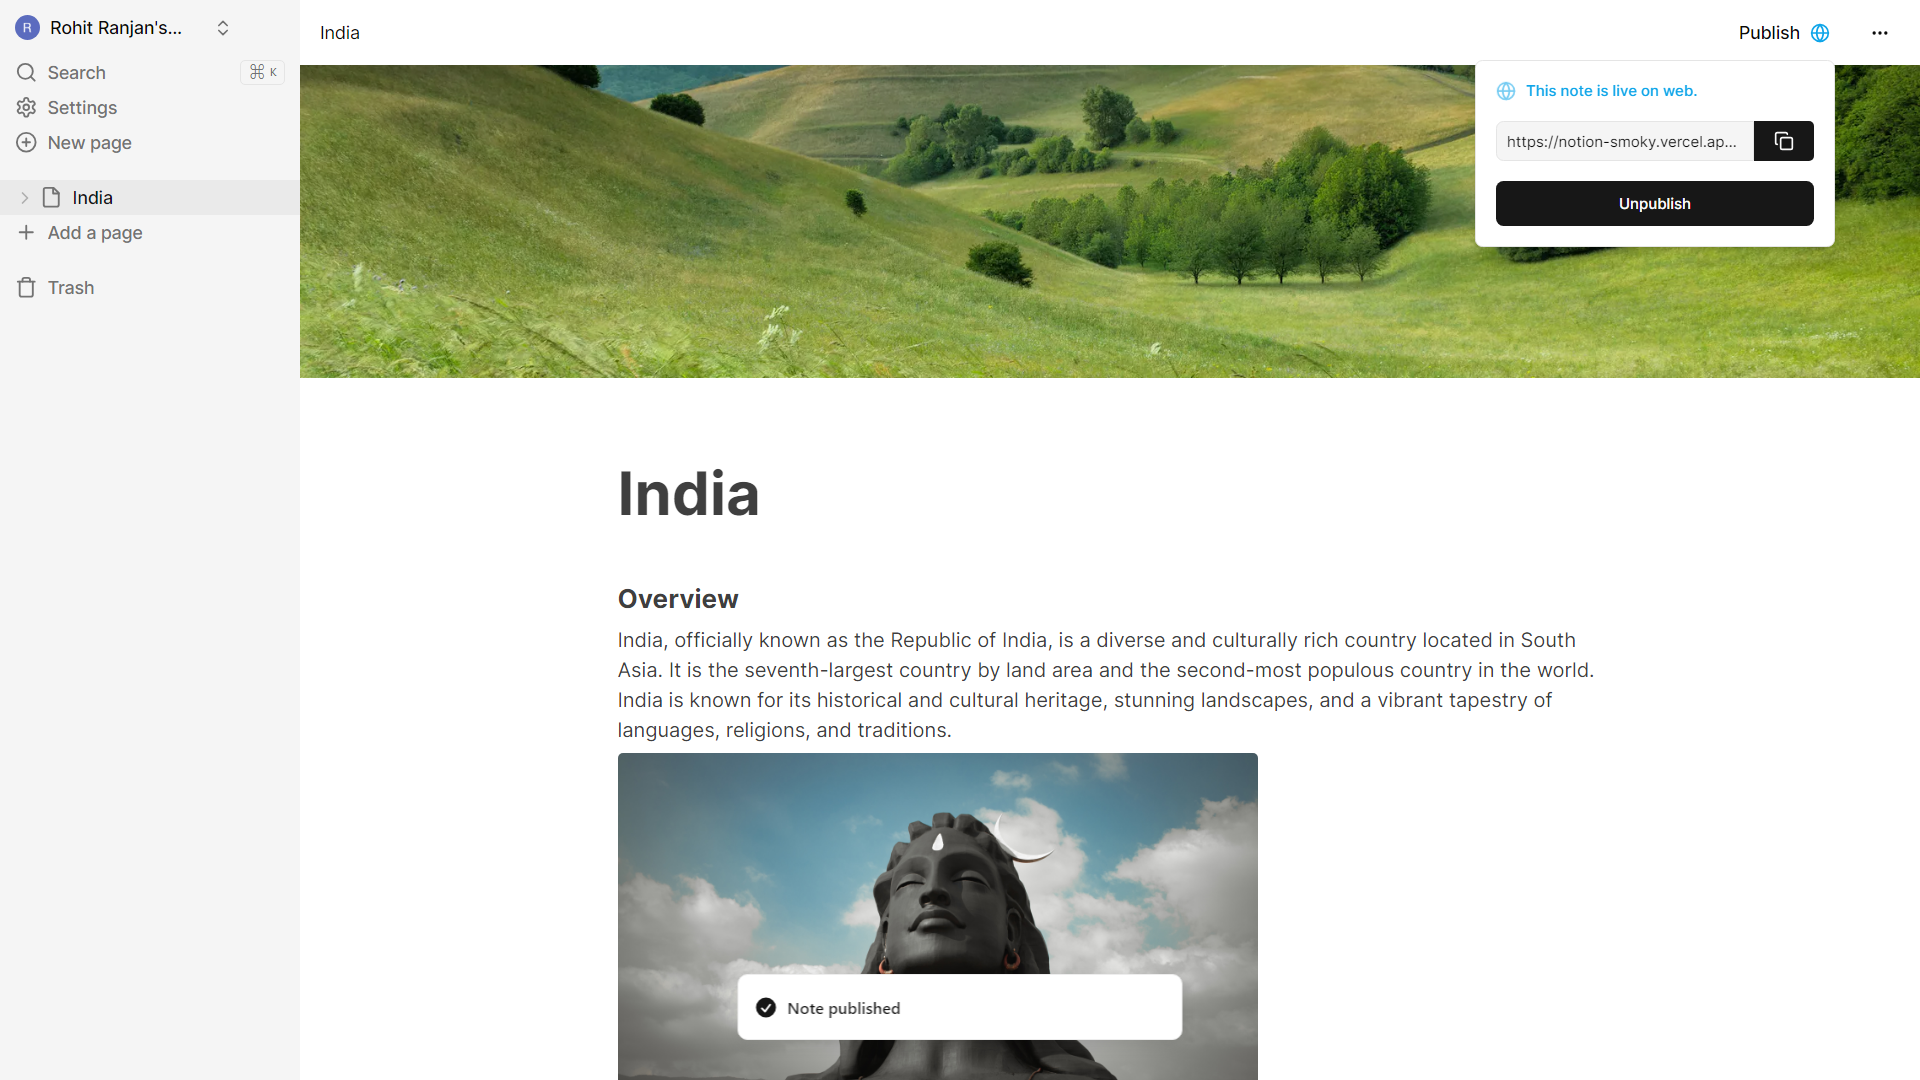 R Rohit Ranjan's...
Search ⌘ K
Settings
New page
India
Add a page
Trash
India
Publish
This note is live on web.
https://notion-smoky.vercel.ap...
Unpublish
India
Overview
India, officially known as the Republic of India, is a diverse and culturally rich country located in South
Asia. It is the seventh-largest country by land area and the second-most populous country in the world.
India is known for its historical and cultural heritage, stunning landscapes, and a vibrant tapestry of
languages, religions, and traditions.
Note published